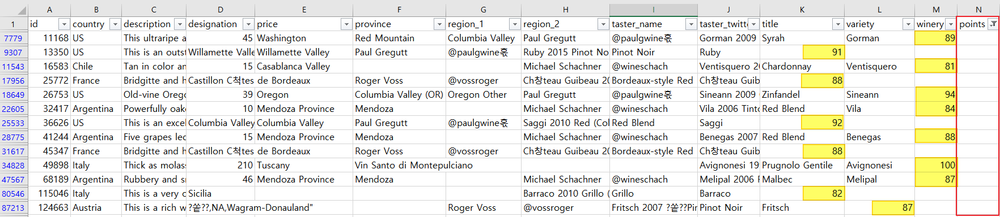 A B C D E F G H I J K L M N
1 id country description designation price province region_1 region_2 taster_name taster_twitt title variety winery points
7779 11168 US This ultraripe a 45 Washington Red Mountain Columbia Valley Paul Gregutt @paulgwine훅 Gorman 2009 Syrah Gorman 89
9307 13350 US This is an outst Willamette Valle Willamette Valley Paul Gregutt @paulgwine훅 Ruby 2015 Pinot No Pinot Noir Ruby 91
11543 16583 Chile Tan in color an 15 Casablanca Valley Michael Schachner @wineschach Ventisquero 20 Chardonnay Ventisquero 81
17956 25772 France Bridgitte and h Castillon C척tes de Bordeaux Roger Voss @vossroger Ch창teau Guibeau 20 Bordeaux-style Red Ch창teau Guib 88
18649 26753 US Old-vine Orego 39 Oregon Columbia Valley (OR) Oregon Other Paul Gregutt @paulgwine훅 Sineann 2009 Zinfandel Sineann 94
22605 32417 Argentina Powerfully oake 10 Mendoza Province Mendoza Michael Schachner @wineschach Vila 2006 Tinto Red Blend Vila 84
25533 36626 US This is an excel Columbia Valley Columbia Valley Paul Gregutt @paulgwine훅 Saggi 2010 Red (Col Red Blend Saggi 92
28775 41244 Argentina Five grapes led 15 Mendoza Province Mendoza Michael Schachner @wineschach Benegas 2007 Red Blend Benegas 88
31617 45347 France Bridgitte and h Castillon C척tes de Bordeaux Roger Voss @vossroger Ch창teau Guibeau 20 Bordeaux-style Red Ch창teau Guib 88
34828 49898 Italy Thick as molas 210 Tuscany Vin Santo di Montepulciano Avignonesi 19 Prugnolo Gentile Avignonesi 100
47567 68189 Argentina Rubbery and sr 46 Mendoza Province Mendoza Michael Schachner @wineschach Melipal 2006 Malbec Melipal 87
80546 115046 Italy This is a very c Sicilia Barraco 2010 Grillo ( Grillo Barraco 82
87213 124663 Austria This is a rich w ?쏱??,NA,Wagram-Donauland" Roger Voss @vossroger Fritsch 2007 ?쏱??Pin Pinot Noir Fritsch 87